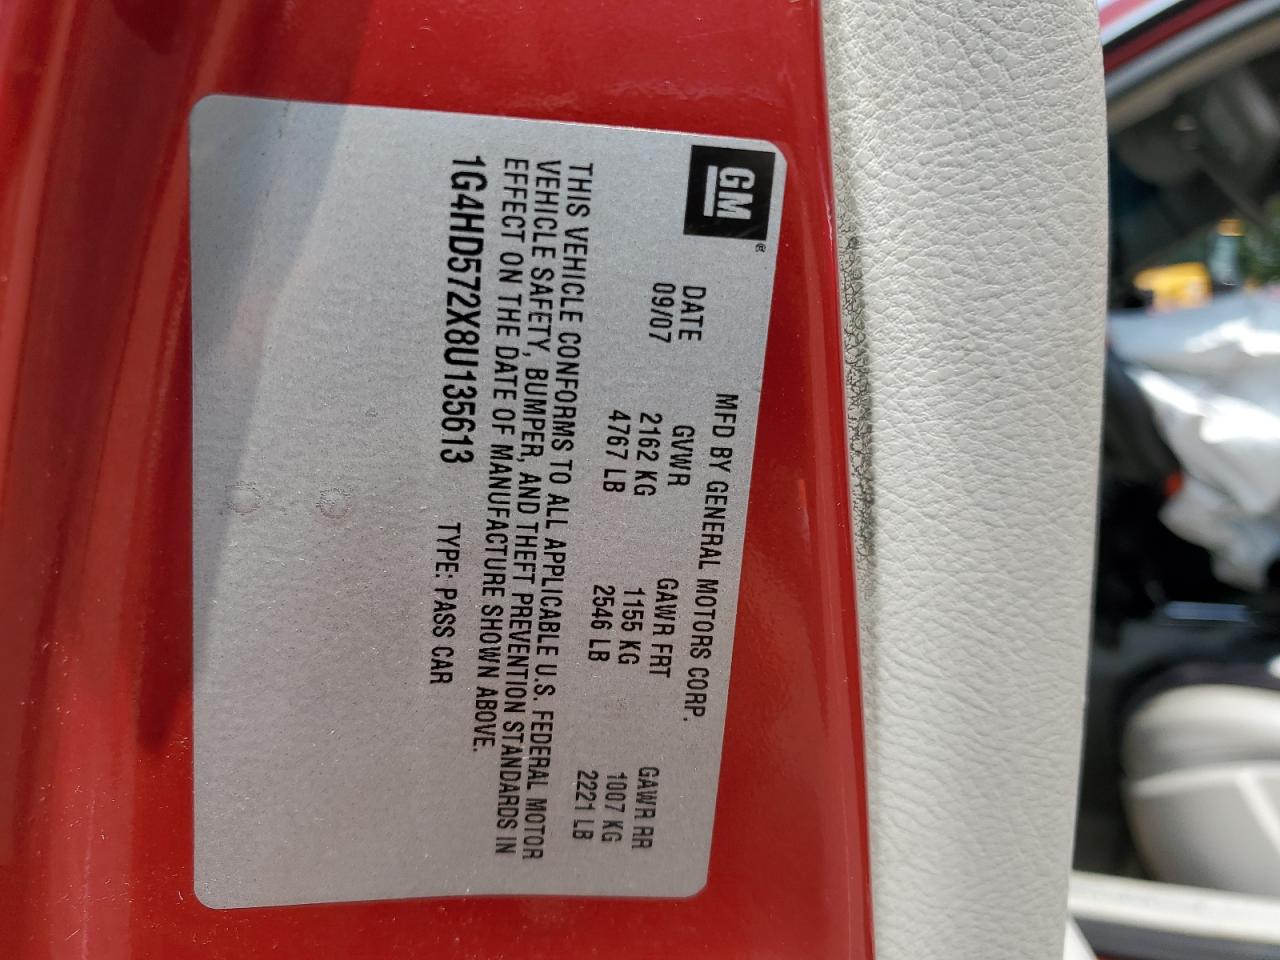 GM ®
MFD BY GENERAL MOTORS CORP.
DATE GVWR GAWR FRT GAWR RR
09/07 2162 KG 1155 KG 1007 KG
4767 LB 2546 LB 2221 LB
THIS VEHICLE CONFORMS TO ALL APPLICABLE U.S. FEDERAL MOTOR
VEHICLE SAFETY, BUMPER, AND THEFT PREVENTION STANDARDS IN
EFFECT ON THE DATE OF MANUFACTURE SHOWN ABOVE.
1G4HD572X8U135613 TYPE: PASS CAR